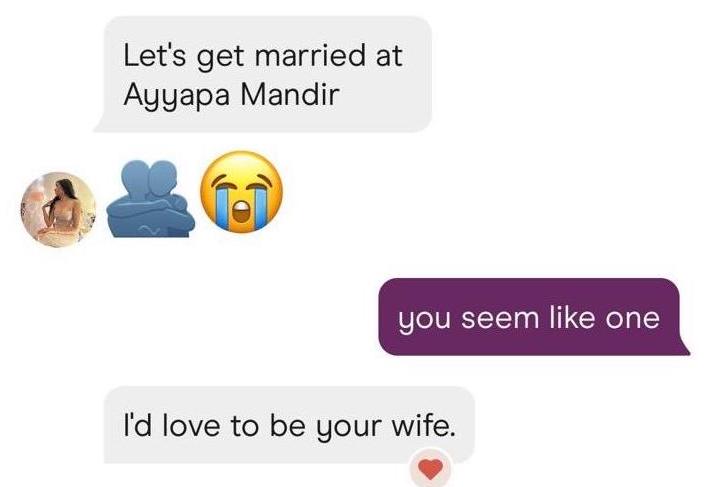 Let's get married at
Ayyapa Mandir
🫂😭
you seem like one
I'd love to be your wife.